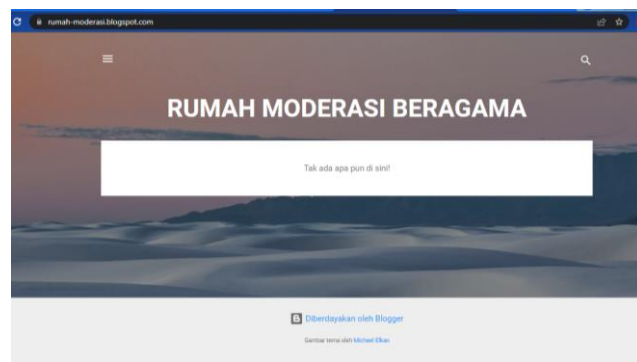 rumah-moderasi.blogspot.com
RUMAH MODERASI BERAGAMA
Tak ada apa pun di sini!
Diberdayakan oleh Blogger
Gambar tema oleh Michael Elkan